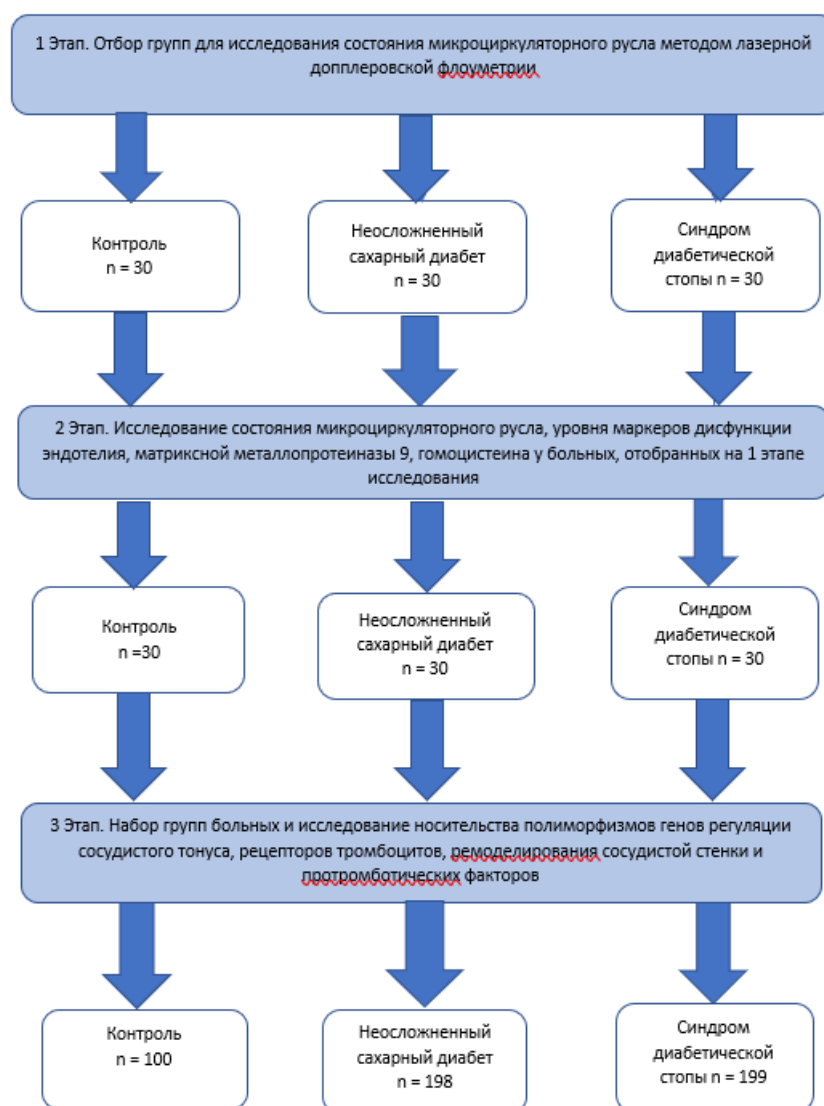 1 Этап. Отбор групп для исследования состояния микроциркуляторного русла методом лазерной
допплеровской флоуметрии
Контроль
n = 30
Неосложненный
сахарный диабет
n = 30
Синдром
диабетической
стопы n = 30
2 Этап. Исследование состояния микроциркуляторного русла, уровня маркеров дисфункции
эндотелия, матриксной металлопротеиназы 9, гомоцистеина у больных, отобранных на 1 этапе
исследования
Контроль
n =30
Неосложненный
сахарный диабет
n = 30
Синдром
диабетической
стопы n = 30
3 Этап. Набор групп больных и исследование носительства полиморфизмов генов регуляции
сосудистого тонуса, рецепторов тромбоцитов, ремоделирования сосудистой стенки и
протромботических факторов
Контроль
n = 100
Неосложненный
сахарный диабет
n = 198
Синдром
диабетической
стопы n = 199